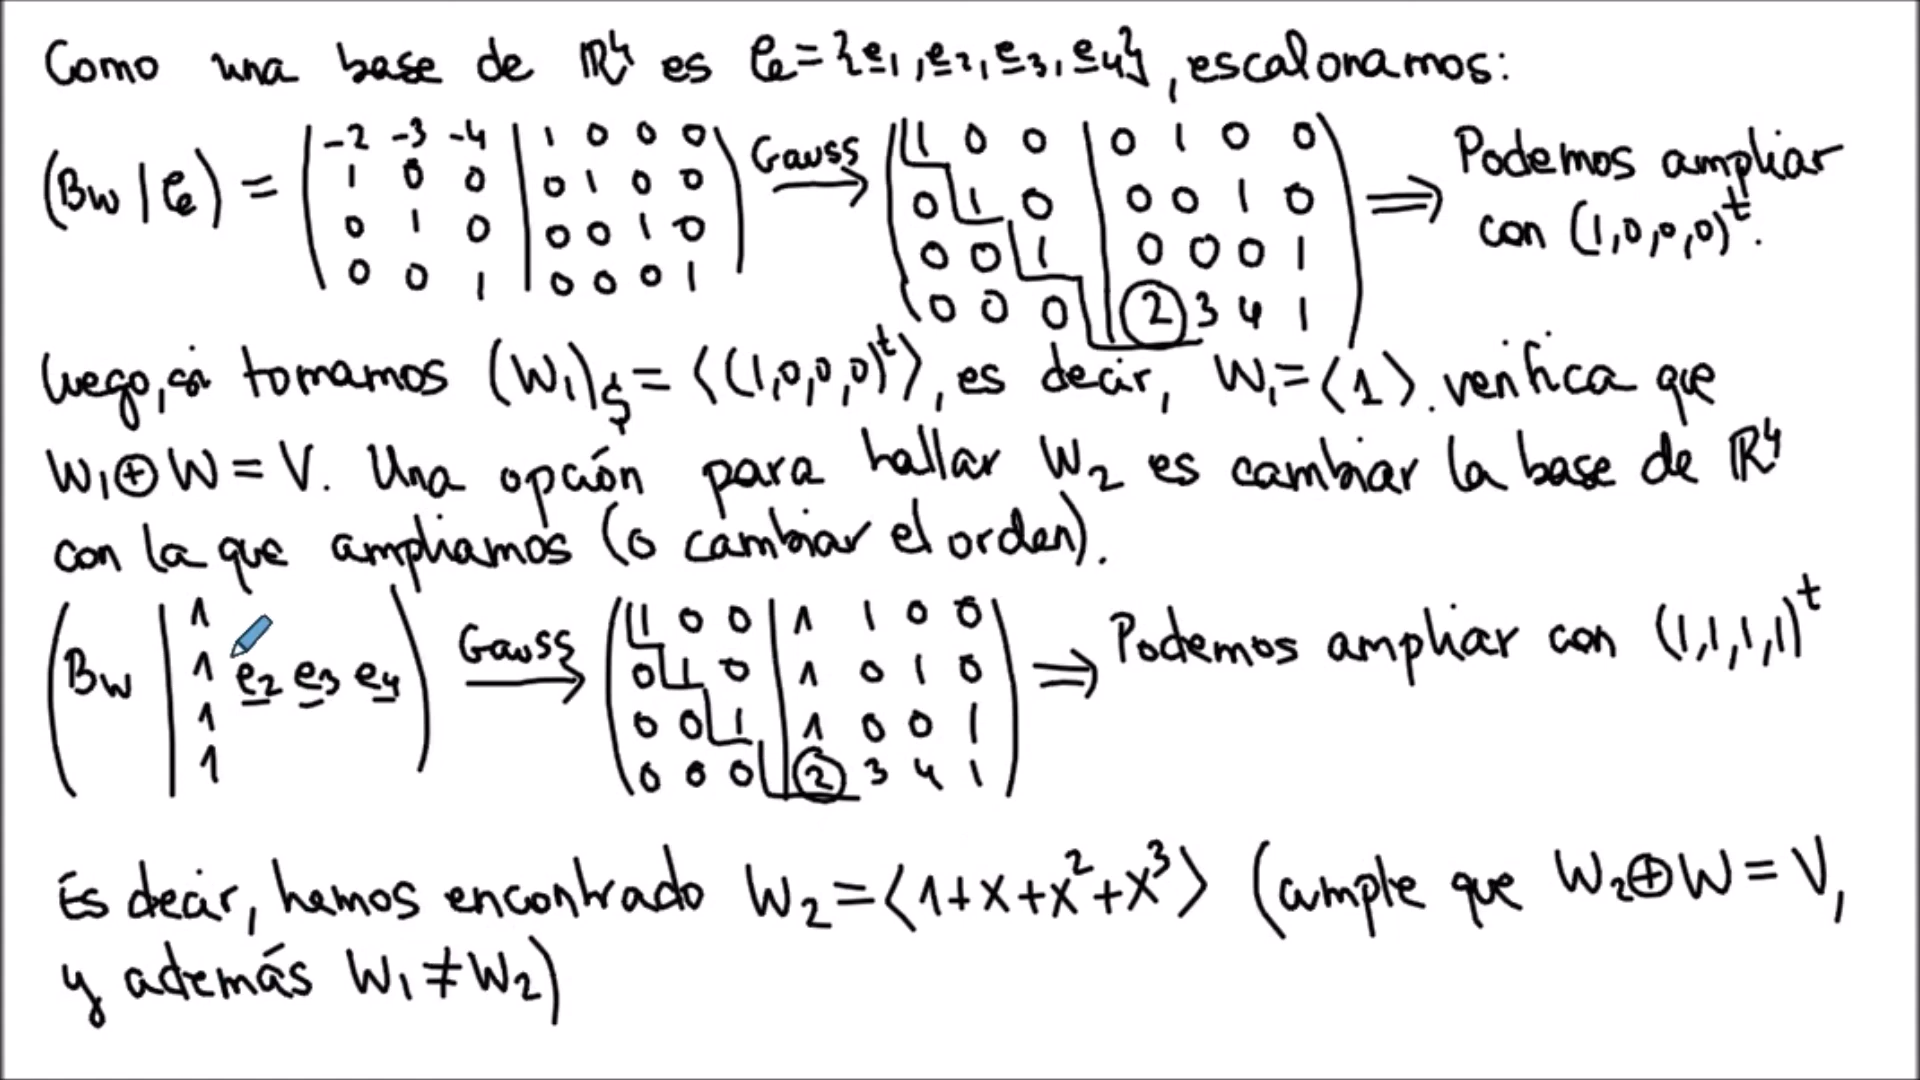 Como una base de ℝ⁴ es 𝒞 = {e₁, e₂, e₃, e₄}, escalonamos:
(B_W | 𝒞) = ( -2 -3 -4 | 1 0 0 0 ; 1 0 0 | 0 1 0 0 ; 0 1 0 | 0 0 1 0 ; 0 0 1 | 0 0 0 1 ) Gauss → ( 1 0 0 | 0 1 0 0 ; 0 1 0 | 0 0 1 0 ; 0 0 1 | 0 0 0 1 ; 0 0 0 | 2 3 4 1 ) ⟹ Podemos ampliar
con (1,0,0,0)ᵗ.
luego, si tomamos (W₁)_S = ⟨(1,0,0,0)ᵗ⟩, es decir, W₁ = ⟨1⟩. verifica que
W₁ ⊕ W = V. Una opción para hallar W₂ es cambiar la base de ℝ⁴
con la que ampliamos (o cambiar el orden).
( B_W | 1 1 1 1 e₂ e₃ e₄ ) Gauss → ( 1 0 0 | 1 1 0 0 ; 0 1 0 | 1 0 1 0 ; 0 0 1 | 1 0 0 1 ; 0 0 0 | 2 3 4 1 ) ⟹ Podemos ampliar con (1,1,1,1)ᵗ
Es decir, hemos encontrado W₂ = ⟨1+x+x²+x³⟩ (cumple que W₂ ⊕ W = V,
y además W₁ ≠ W₂)